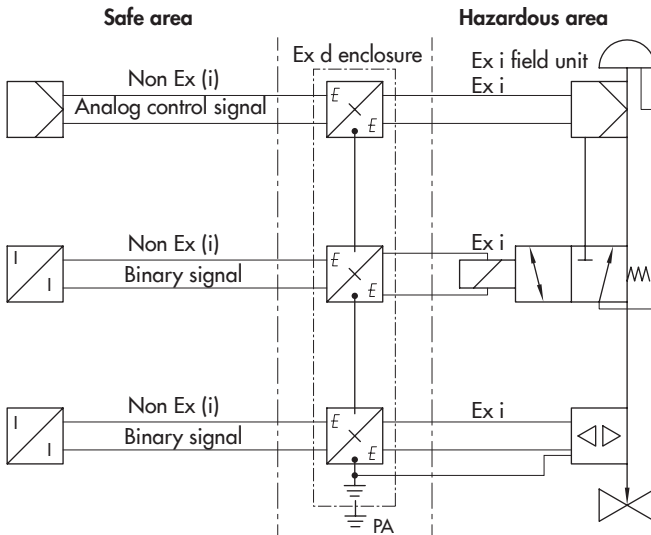 Safe area
Hazardous area
Ex d enclosure
Ex i field unit
Non Ex (i)
Ex i
Analog control signal
E
E
Non Ex (i)
Ex i
Binary signal
I
I
E
E
Non Ex (i)
Ex i
Binary signal
I
I
E
E
PA